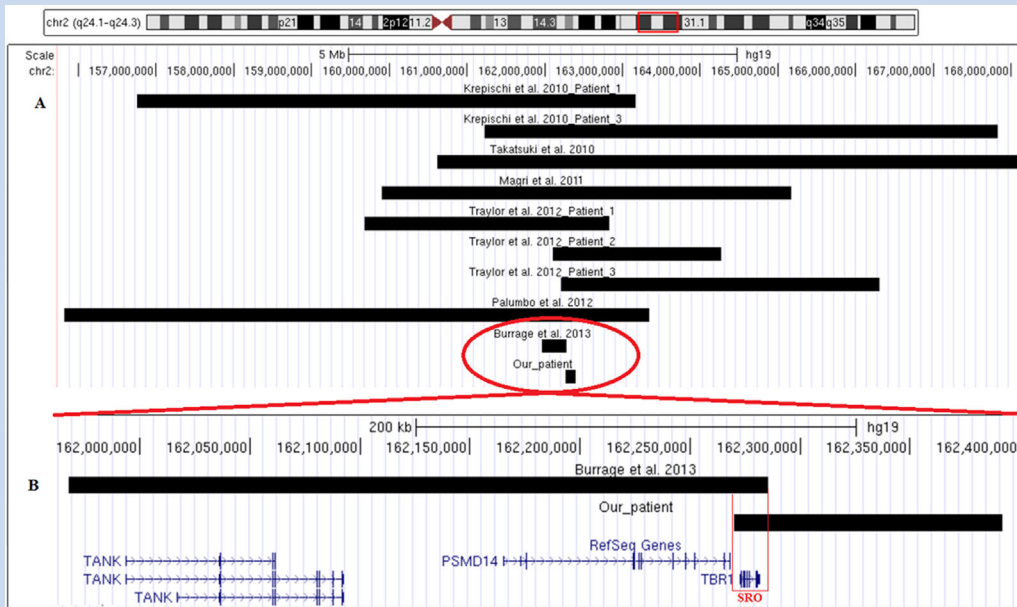 chr2 (q24.1-q24.3) p21 14 2p12 11.2 13 14.3 31.1 q34 q35
Scale 5 Mb hg19
chr2: 157,000,000 158,000,000 159,000,000 160,000,000 161,000,000 162,000,000 163,000,000 164,000,000 165,000,000 166,000,000 167,000,000 168,000,000
A
Krepischi et al. 2010_Patient_1
Krepischi et al. 2010_Patient_3
Takatsuki et al. 2010
Magri et al. 2011
Traylor et al. 2012_Patient_1
Traylor et al. 2012_Patient_2
Traylor et al. 2012_Patient_3
Palumbo et al. 2012
Burrage et al. 2013
Our_patient
200 kb hg19
162,000,000 162,050,000 162,100,000 162,150,000 162,200,000 162,250,000 162,300,000 162,350,000 162,400,000
B
Burrage et al. 2013
Our_patient
RefSeq Genes
TANK PSMD14
TANK TBR1
TANK SRO